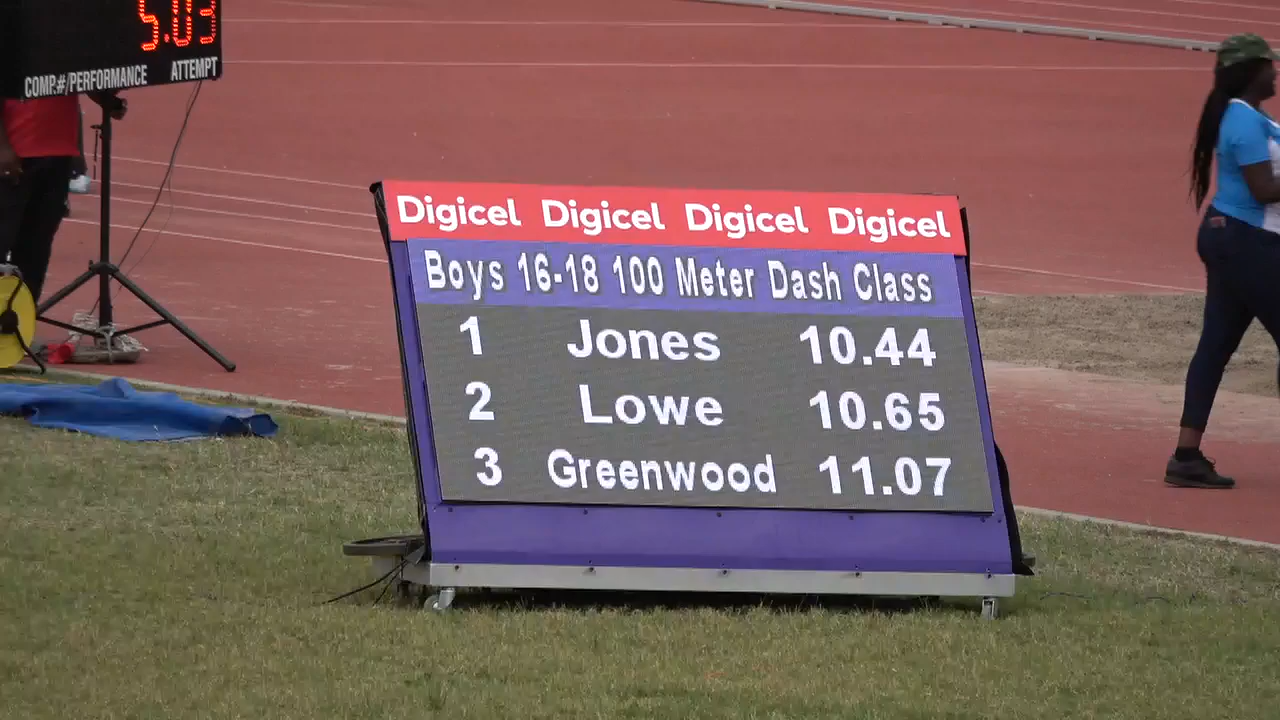 5.03
COMP.#/PERFORMANCE ATTEMPT
Digicel Digicel Digicel Digicel
Boys 16-18 100 Meter Dash Class
1 Jones 10.44
2 Lowe 10.65
3 Greenwood 11.07